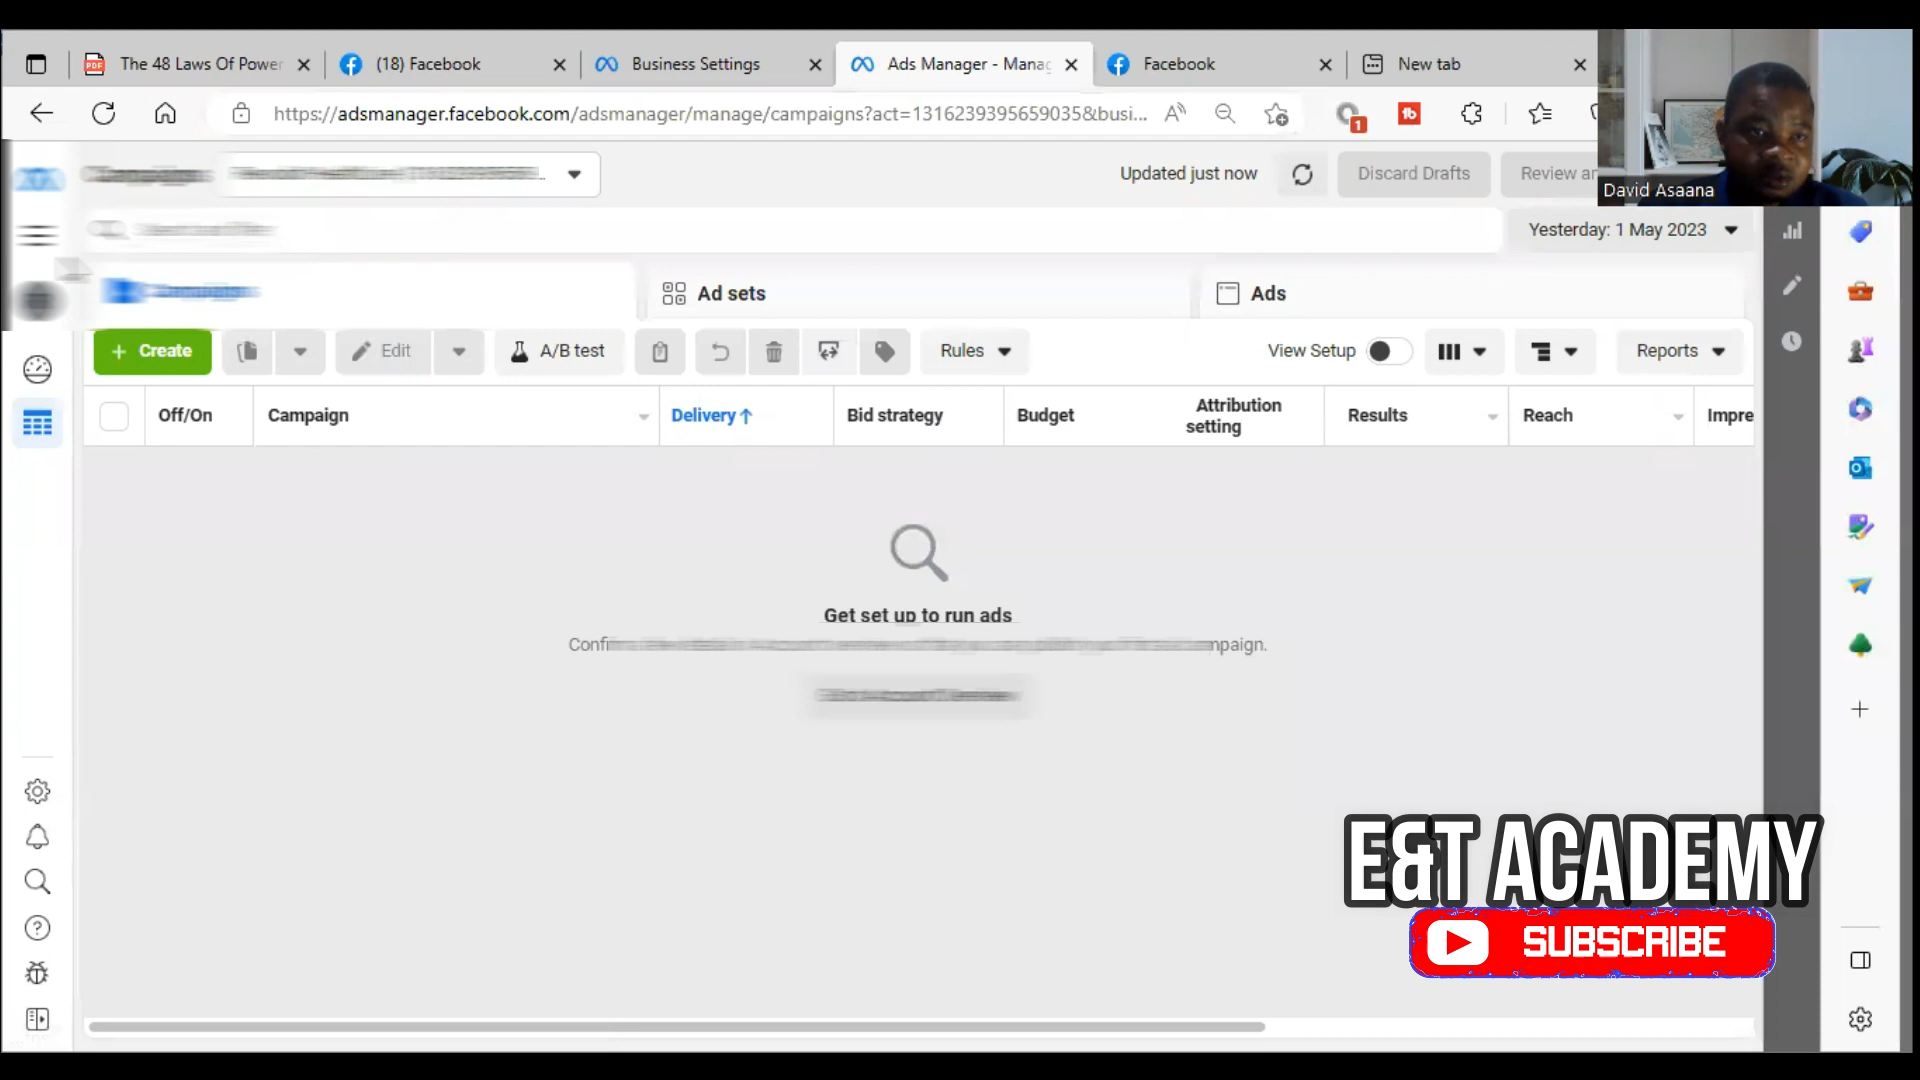 The 48 Laws Of Power
(18) Facebook
Business Settings
Ads Manager - Manag
Facebook
New tab
https://adsmanager.facebook.com/adsmanager/manage/campaigns?act=1316239395659035&busi...
1
Updated just now
Discard Drafts
Review an
David Asaana
Yesterday: 1 May 2023
Ad sets
Ads
+ Create
Edit
A/B test
Rules
View Setup
Reports
Off/On
Campaign
Delivery↑
Bid strategy
Budget
Attribution setting
Results
Reach
Impre
Get set up to run ads
E&T ACADEMY
SUBSCRIBE